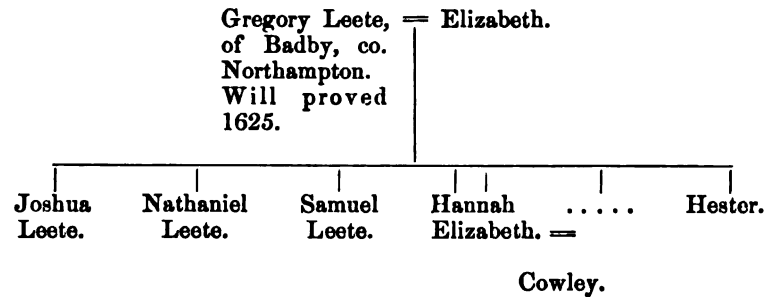 Gregory Leete, = Elizabeth.
of Badby, co.
Northampton.
Will proved
1625.
Joshua Nathaniel Samuel Hannah ..... Hester.
Leete. Leete. Leete. Elizabeth. =
Cowley.